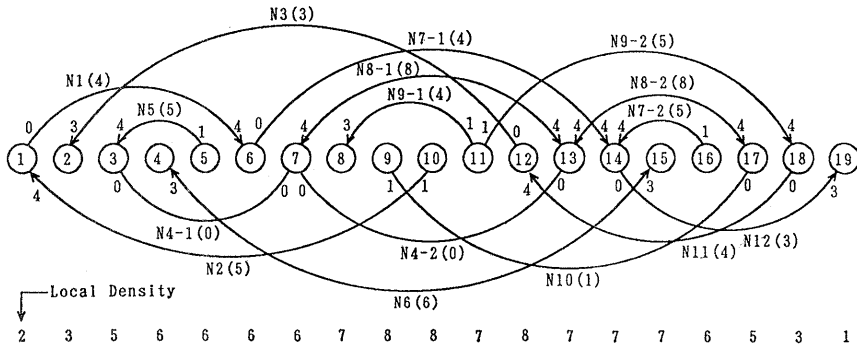 N3(3)
N7-1(4)
N9-2(5)
N1(4)
N8-1(8)
N8-2(8)
N5(5)
N9-1(4)
N7-2(5)
0 3 4 1 4 0 4 3 1 1 0 4 4 4 1 4 4
1 2 3 4 5 6 7 8 9 10 11 12 13 14 15 16 17 18 19
4 0 3 0 0 1 1 4 0 0 3 0 0 3
N4-1(0)
N2(5)
N4-2(0)
N10(1)
N11(4)
N12(3)
N6(6)
Local Density
2 3 5 6 6 6 6 7 8 8 7 8 7 7 7 6 5 3 1